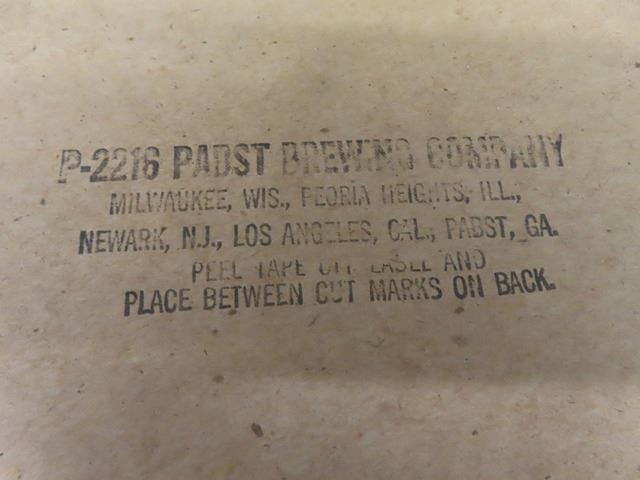 P-2216 PABST BREWING COMPANY
MILWAUKEE, WIS., PEORIA HEIGHTS, ILL.,
NEWARK, N.J., LOS ANGELES, CAL., PABST, GA.
PEEL TAPE OFF EASEL AND
PLACE BETWEEN CUT MARKS ON BACK.